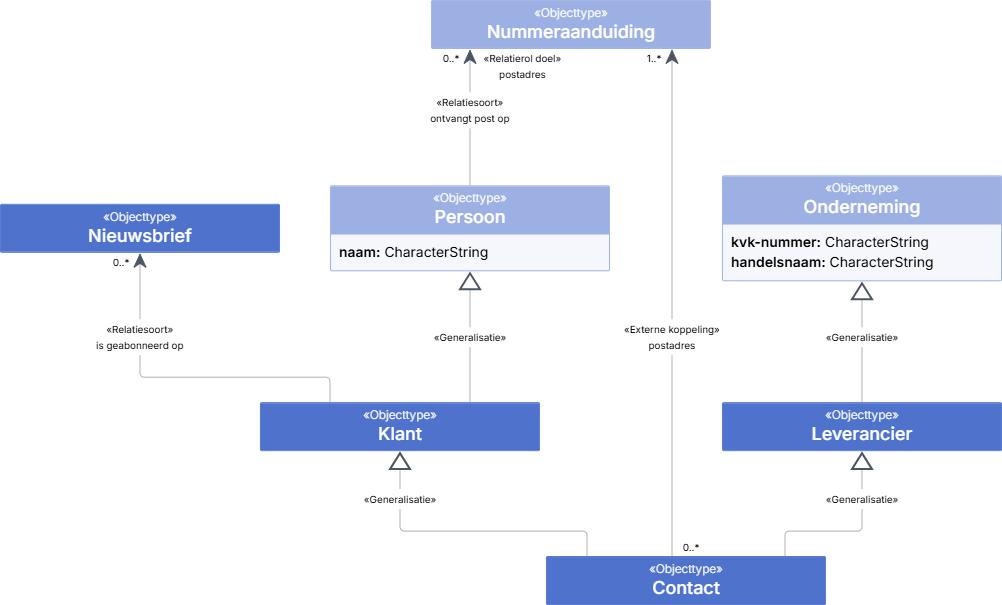 «Objecttype»
Nummeraanduiding
0..*
«Relatierol doel»
postadres
1..*
«Relatiesoort»
ontvangt post op
«Objecttype»
Nieuwsbrief
«Objecttype»
Persoon
naam: CharacterString
«Objecttype»
Onderneming
kvk-nummer: CharacterString
handelsnaam: CharacterString
0..*
«Relatiesoort»
is geabonneerd op
«Generalisatie»
«Externe koppeling»
postadres
«Generalisatie»
«Objecttype»
Klant
«Objecttype»
Leverancier
«Generalisatie»
«Generalisatie»
0..*
«Objecttype»
Contact